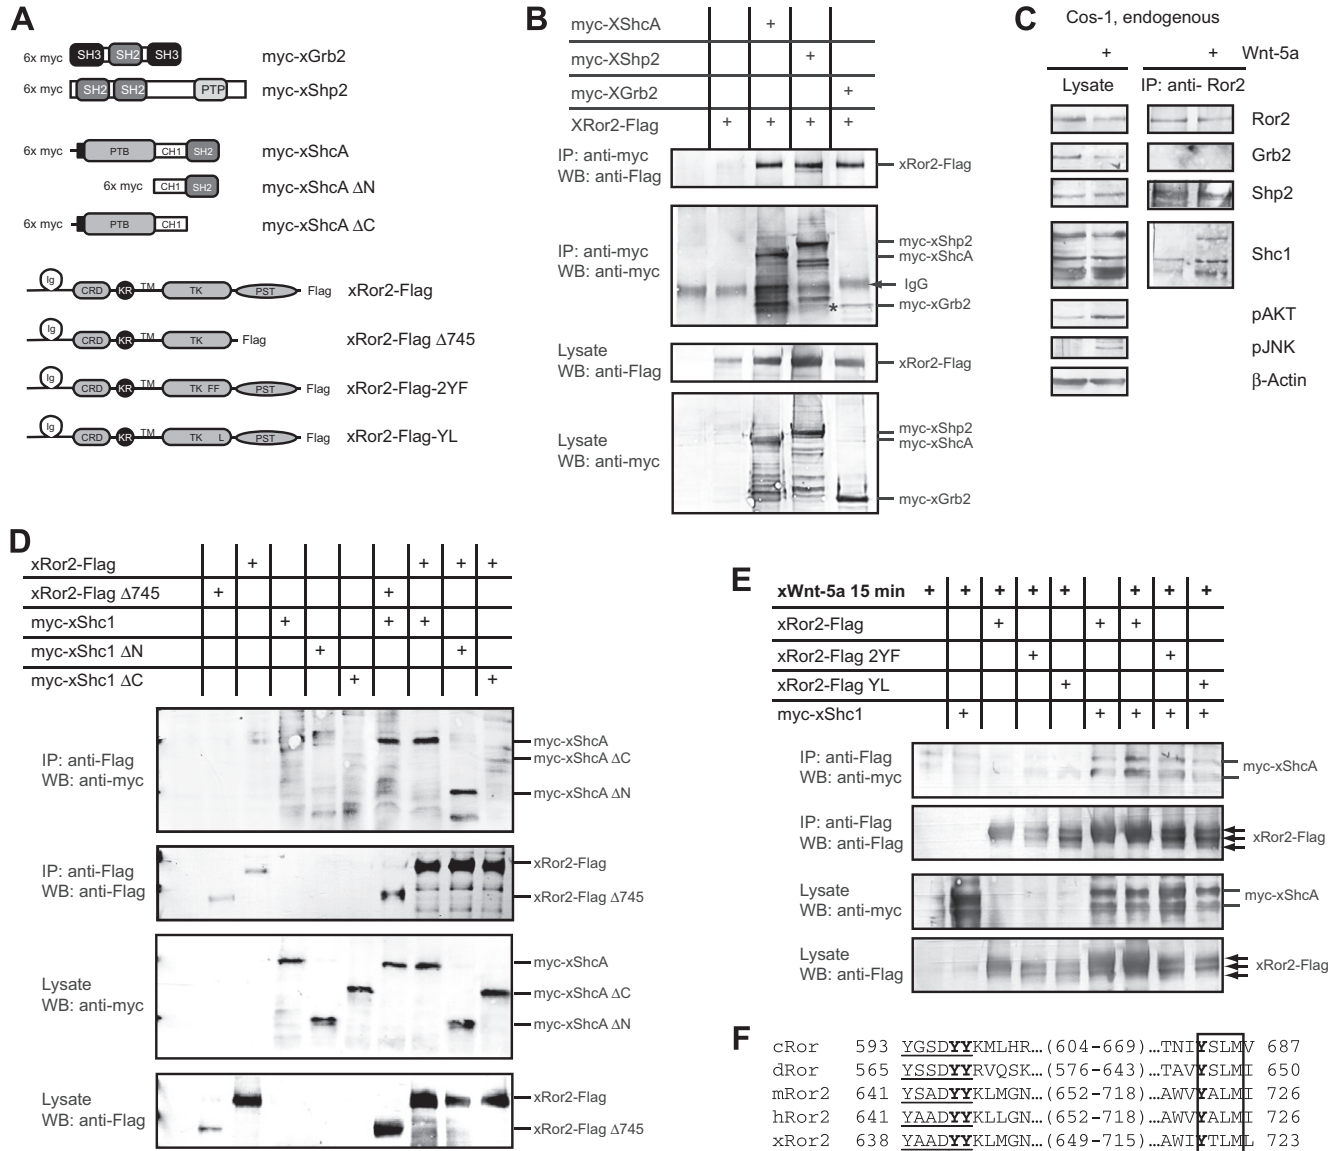 A
6x myc SH3 SH2 SH3 myc-xGrb2
6x myc SH2 SH2 PTP myc-xShp2
6x myc PTB CH1 SH2 myc-xShcA
6x myc CH1 SH2 myc-xShcA ΔN
6x myc PTB CH1 myc-xShcA ΔC
Ig CRD KR TM TK PST Flag xRor2-Flag
Ig CRD KR TM TK Flag xRor2-Flag Δ745
Ig CRD KR TM TK FF PST Flag xRor2-Flag-2YF
Ig CRD KR TM TK L PST Flag xRor2-Flag-YL
B
myc-XShcA +
myc-XShp2 +
myc-XGrb2 +
XRor2-Flag + + + +
IP: anti-myc
WB: anti-Flag
xRor2-Flag
IP: anti-myc
WB: anti-myc
myc-xShp2
myc-xShcA
IgG
myc-xGrb2
*
Lysate
WB: anti-Flag
xRor2-Flag
Lysate
WB: anti-myc
myc-xShp2
myc-xShcA
myc-xGrb2
C
Cos-1, endogenous
+ + Wnt-5a
Lysate IP: anti- Ror2
Ror2
Grb2
Shp2
Shc1
pAKT
pJNK
β-Actin
D
xRor2-Flag + + + +
xRor2-Flag Δ745 + +
myc-xShc1 + + +
myc-xShc1 ΔN + +
myc-xShc1 ΔC + +
IP: anti-Flag
WB: anti-myc
myc-xShcA
myc-xShcA ΔC
myc-xShcA ΔN
IP: anti-Flag
WB: anti-Flag
xRor2-Flag
xRor2-Flag Δ745
Lysate
WB: anti-myc
myc-xShcA
myc-xShcA ΔC
myc-xShcA ΔN
Lysate
WB: anti-Flag
xRor2-Flag
xRor2-Flag Δ745
E
xWnt-5a 15 min + + + + + + + +
xRor2-Flag + + +
xRor2-Flag 2YF + +
xRor2-Flag YL + +
myc-xShc1 + + + + +
IP: anti-Flag
WB: anti-myc
myc-xShcA
IP: anti-Flag
WB: anti-Flag
xRor2-Flag
Lysate
WB: anti-myc
myc-xShcA
Lysate
WB: anti-Flag
xRor2-Flag
F
cRor 593 YGSDYYKMLHR…(604-669)…TNIYSLMV 687
dRor 565 YSSDYYRVQSK…(576-643)…TAVYSLMI 650
mRor2 641 YSADYYKLMGN…(652-718)…AWVYALMI 726
hRor2 641 YAADYYKLLGN…(652-718)…AWVYALMI 726
xRor2 638 YAADYYKLMGN…(649-715)…AWIYTLML 723